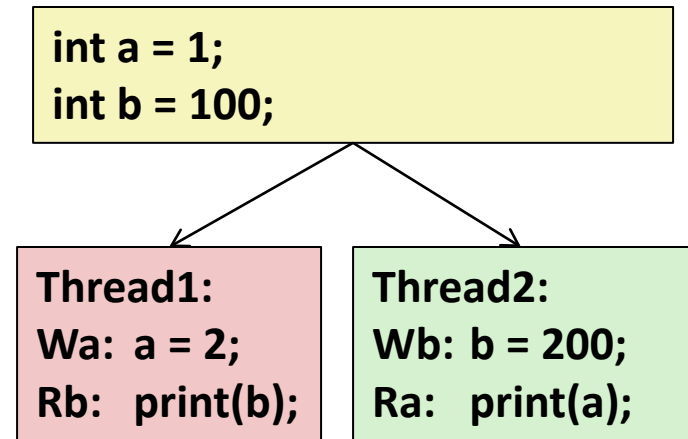 int a = 1;
int b = 100;
Thread1:
Wa: a = 2;
Rb: print(b);
Thread2:
Wb: b = 200;
Ra: print(a);